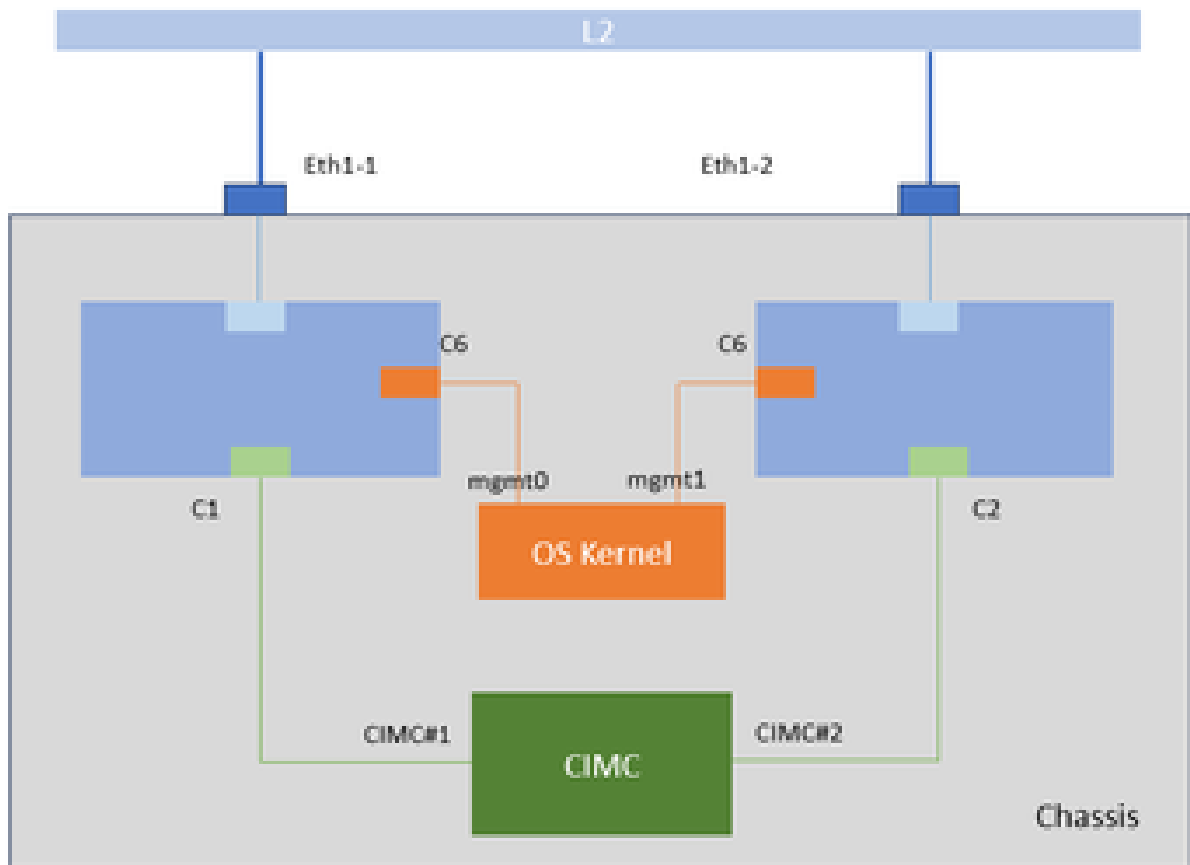 L2
Eth1-1
Eth1-2
C6
C6
mgmt0
mgmt1
C1
C2
OS Kernel
CIMC#1
CIMC#2
CIMC
Chassis